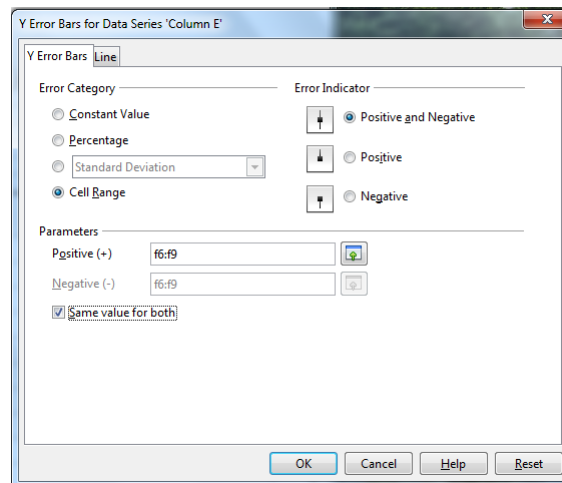 Y Error Bars for Data Series 'Column E'
Y Error Bars Line
Error Category
Constant Value
Percentage
Standard Deviation
Cell Range
Error Indicator
Positive and Negative
Positive
Negative
Parameters
Positive (+) f6:f9
Negative (-) f6:f9
Same value for both
OK Cancel Help Reset